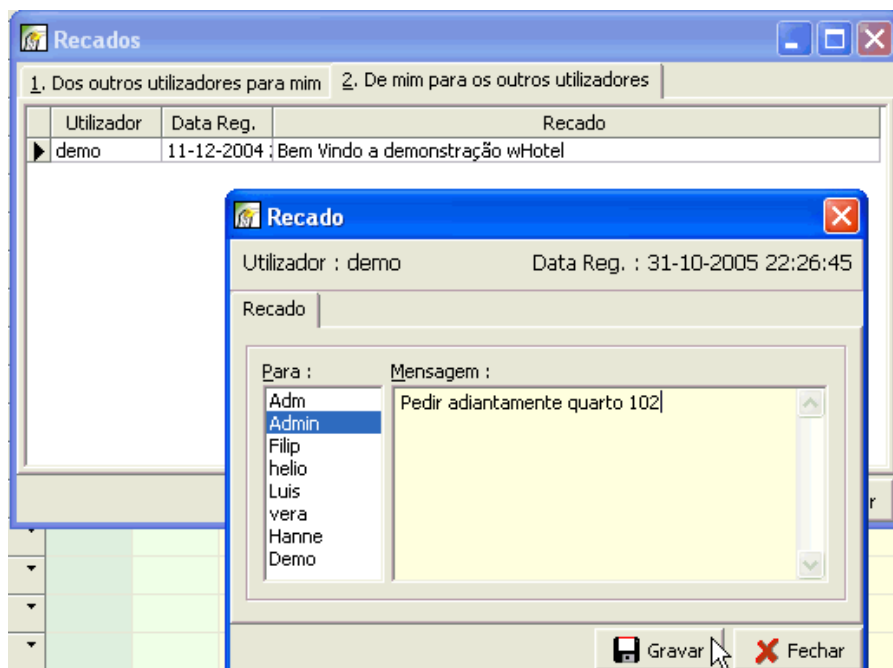 Recados
1. Dos outros utilizadores para mim 2. De mim para os outros utilizadores
Utilizador Data Reg. Recado
demo 11-12-2004 Bem Vindo a demonstração wHotel
Recado
Utilizador : demo Data Reg. : 31-10-2005 22:26:45
Recado
Para : Mensagem :
Adm Pedir adiantamente quarto 102
Admin
Filip
helio
Luis
vera
Hanne
Demo
Gravar Fechar